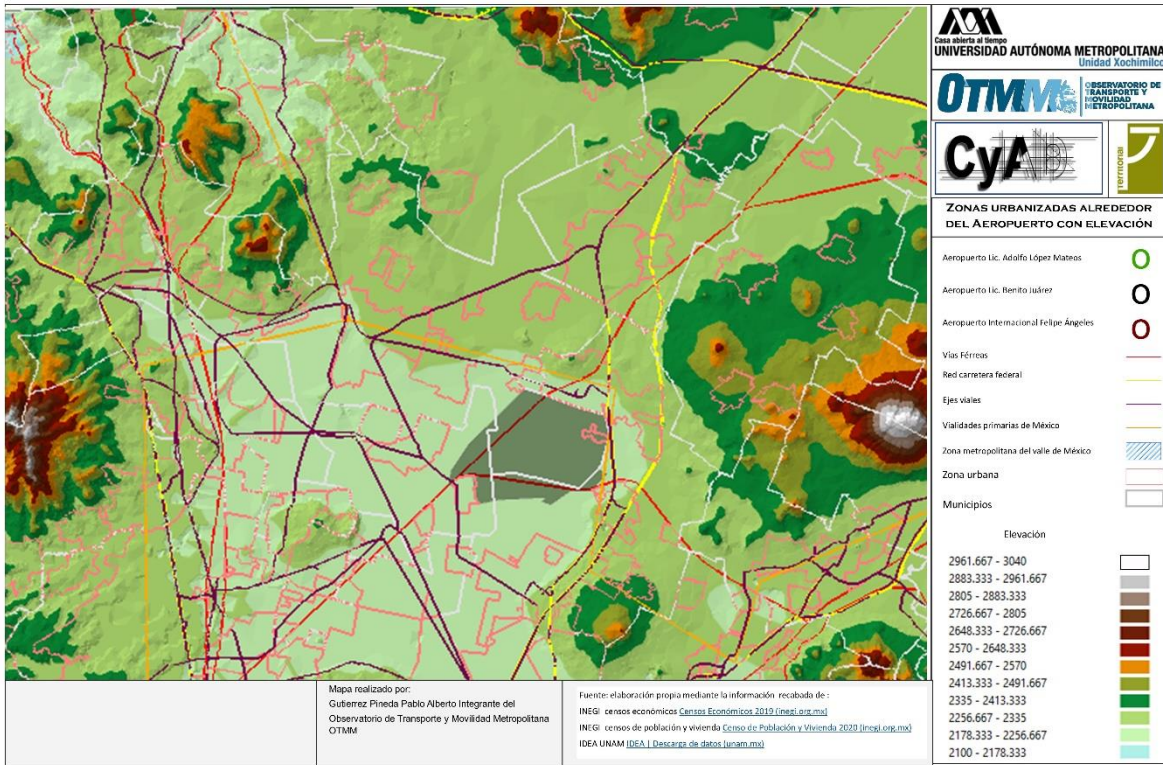 Casa abierta al tiempo
UNIVERSIDAD AUTÓNOMA METROPOLITANA
Unidad Xochimilco
OTMM
OBSERVATORIO DE
TRANSPORTE Y
MOVILIDAD
METROPOLITANA
CyAD
Territorial
ZONAS URBANIZADAS ALREDEDOR
DEL AEROPUERTO CON ELEVACIÓN
Aeropuerto Lic. Adolfo López Mateos
Aeropuerto Lic. Benito Juárez
Aeropuerto Internacional Felipe Ángeles
Vías Férreas
Red carretera federal
Ejes viales
Vialidades primarias de México
Zona metropolitana del valle de México
Zona urbana
Municipios
Elevación
2961.667 - 3040
2883.333 - 2961.667
2805 - 2883.333
2726.667 - 2805
2648.333 - 2726.667
2570 - 2648.333
2491.667 - 2570
2413.333 - 2491.667
2335 - 2413.333
2256.667 - 2335
2178.333 - 2256.667
2100 - 2178.333
Mapa realizado por:
Gutierrez Pineda Pablo Alberto Integrante del
Observatorio de Transporte y Movilidad Metropolitana
OTMM
Fuente: elaboración propia mediante la información recabada de :
INEGI censos económicos Censos Económicos 2019 (inegi.org.mx)
INEGI censos de población y vivienda Censo de Población y Vivienda 2020 (inegi.org.mx)
IDEA UNAM IDEA | Descarga de datos (unam.mx)